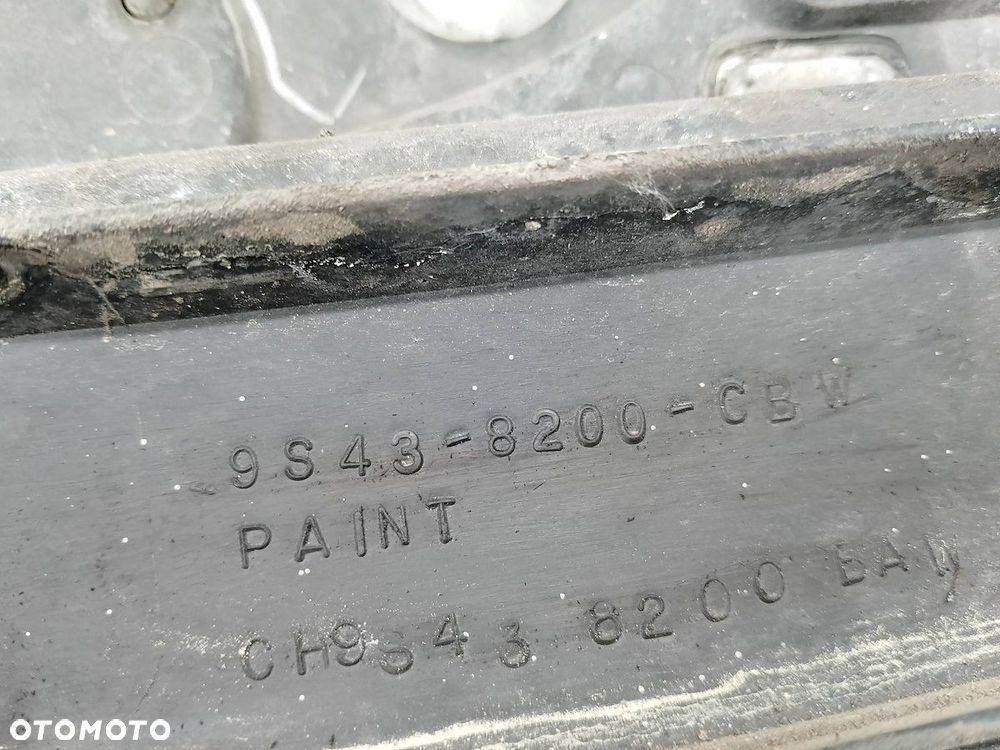 9S43-8200-CBW
PAINT
CH9S43 8200 BAW
OTOMOTO